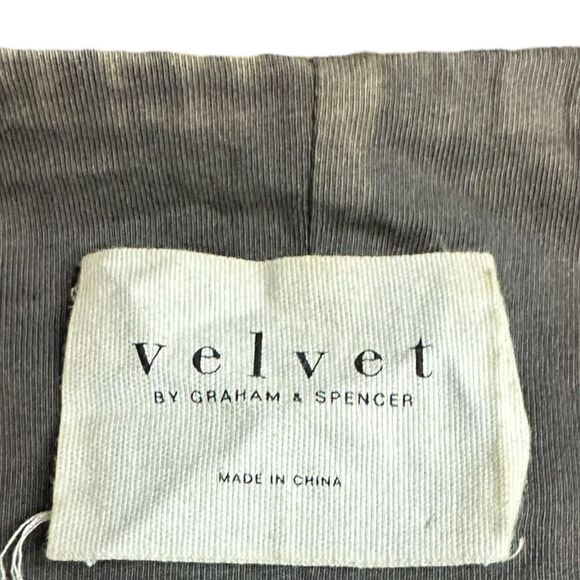 velvet
BY GRAHAM & SPENCER
MADE IN CHINA